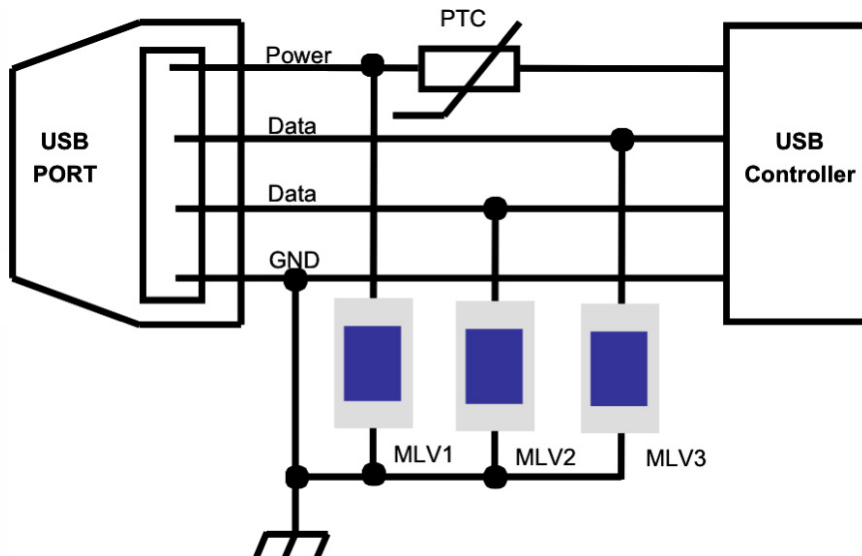 PTC
Power
Data
USB
PORT
USB
Controller
Data
GND
MLV1
MLV2
MLV3